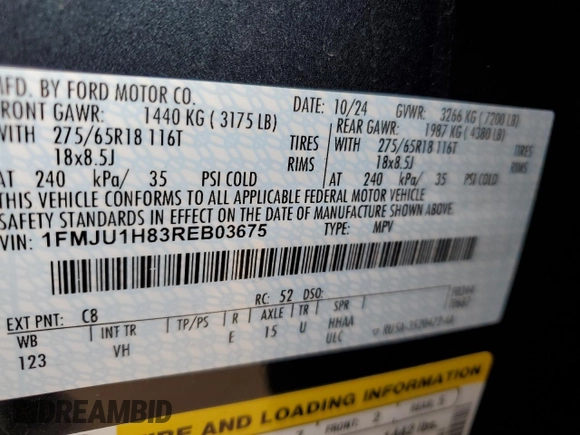 MFD. BY FORD MOTOR CO.
DATE: 10/24 GVWR: 3266 KG (7200 LB)
FRONT GAWR: 1440 KG (3175 LB)
REAR GAWR: 1987 KG (4380 LB)
WITH 275/65R18 116T TIRES
WITH 275/65R18 116T TIRES
18x8.5J RIMS
18x8.5J RIMS
AT 240 kPa/ 35 PSI COLD
AT 240 kPa/ 35 PSI COLD
THIS VEHICLE CONFORMS TO ALL APPLICABLE FEDERAL MOTOR VEHICLE
SAFETY STANDARDS IN EFFECT ON THE DATE OF MANUFACTURE SHOWN ABOVE.
VIN: 1FMJU1H83REB03675
TYPE: MPV
EXT PNT: C8 RC: 52 DSO:
WB INT TR TP/PS R AXLE TR SPR
123 VH E 15 U HHAA
ULC
TIRE AND LOADING INFORMATION
DREAMBID